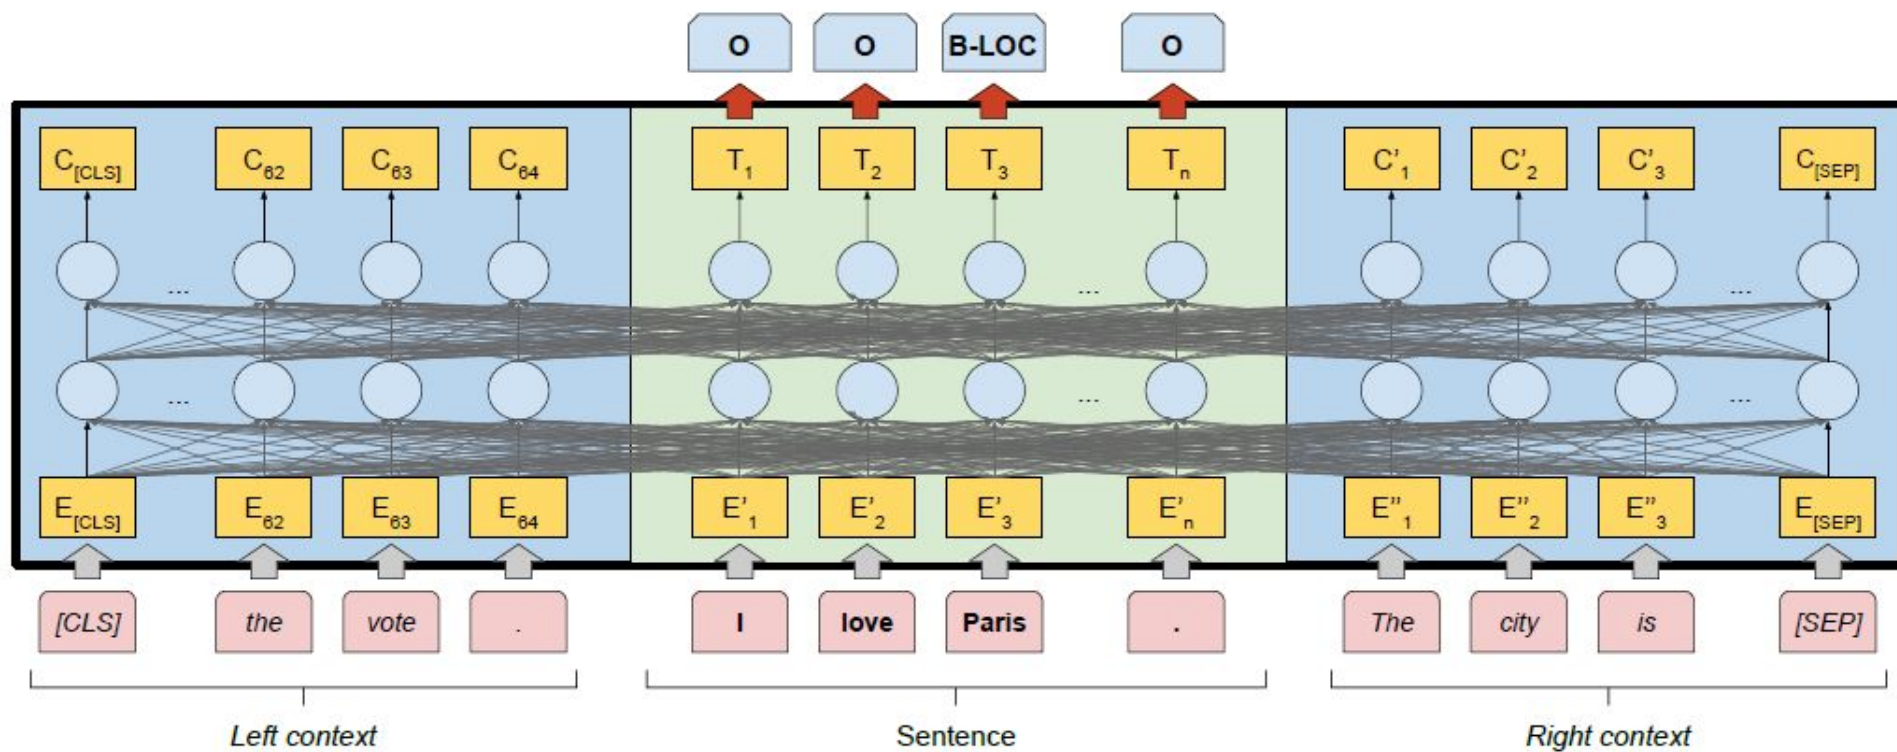 O O B-LOC O
C[CLS] C62 C63 C64 T1 T2 T3 Tn C’1 C’2 C’3 C[SEP]
... ... ...
... ... ...
E[CLS] E62 E63 E64 E’1 E’2 E’3 E’n E”1 E”2 E”3 E[SEP]
[CLS] the vote . I love Paris . The city is [SEP]
Left context Sentence Right context